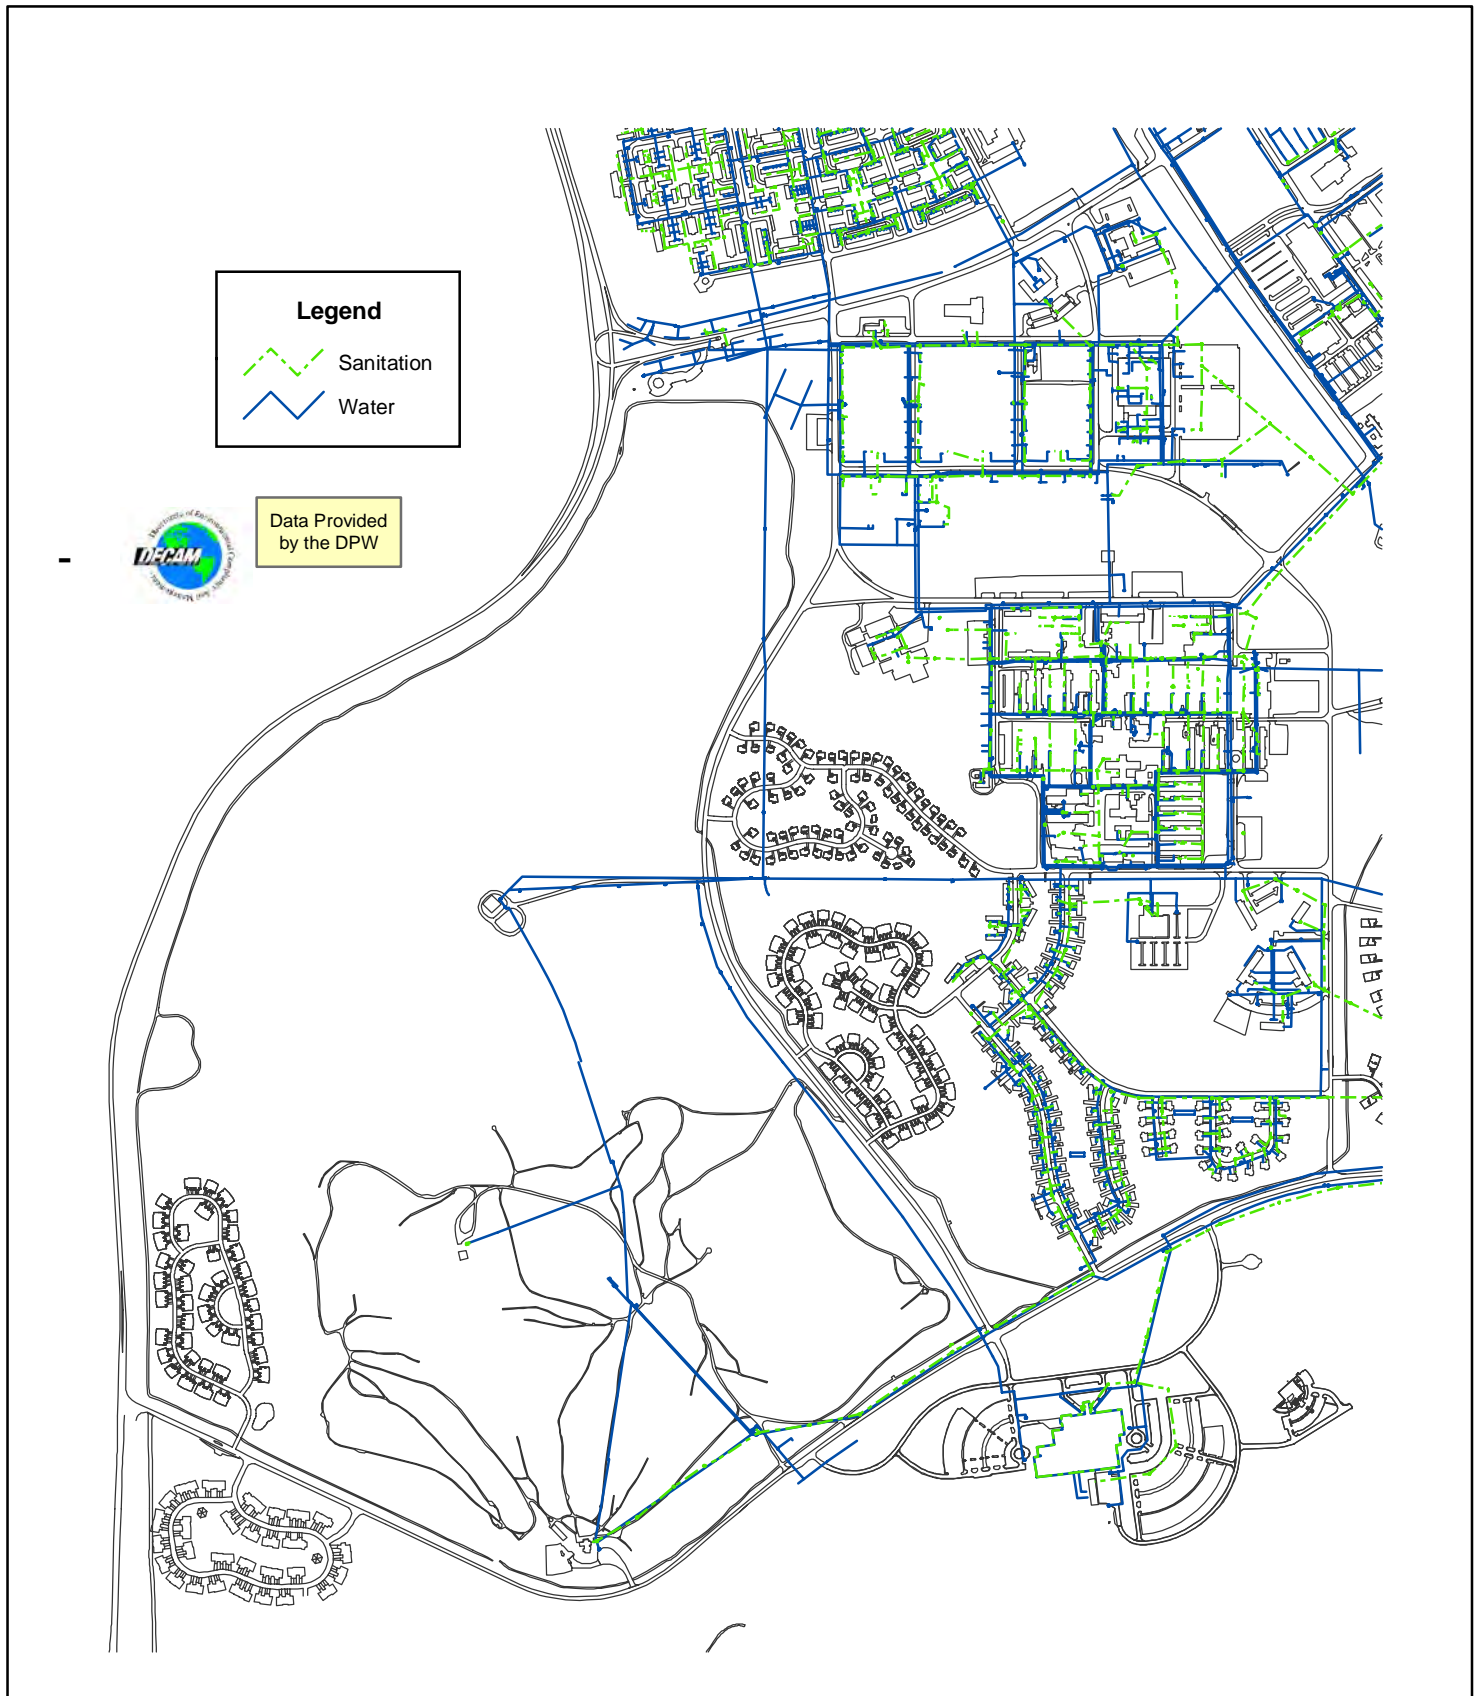 Legend
Sanitation
Water
Data Provided
by the DPW
DECAM